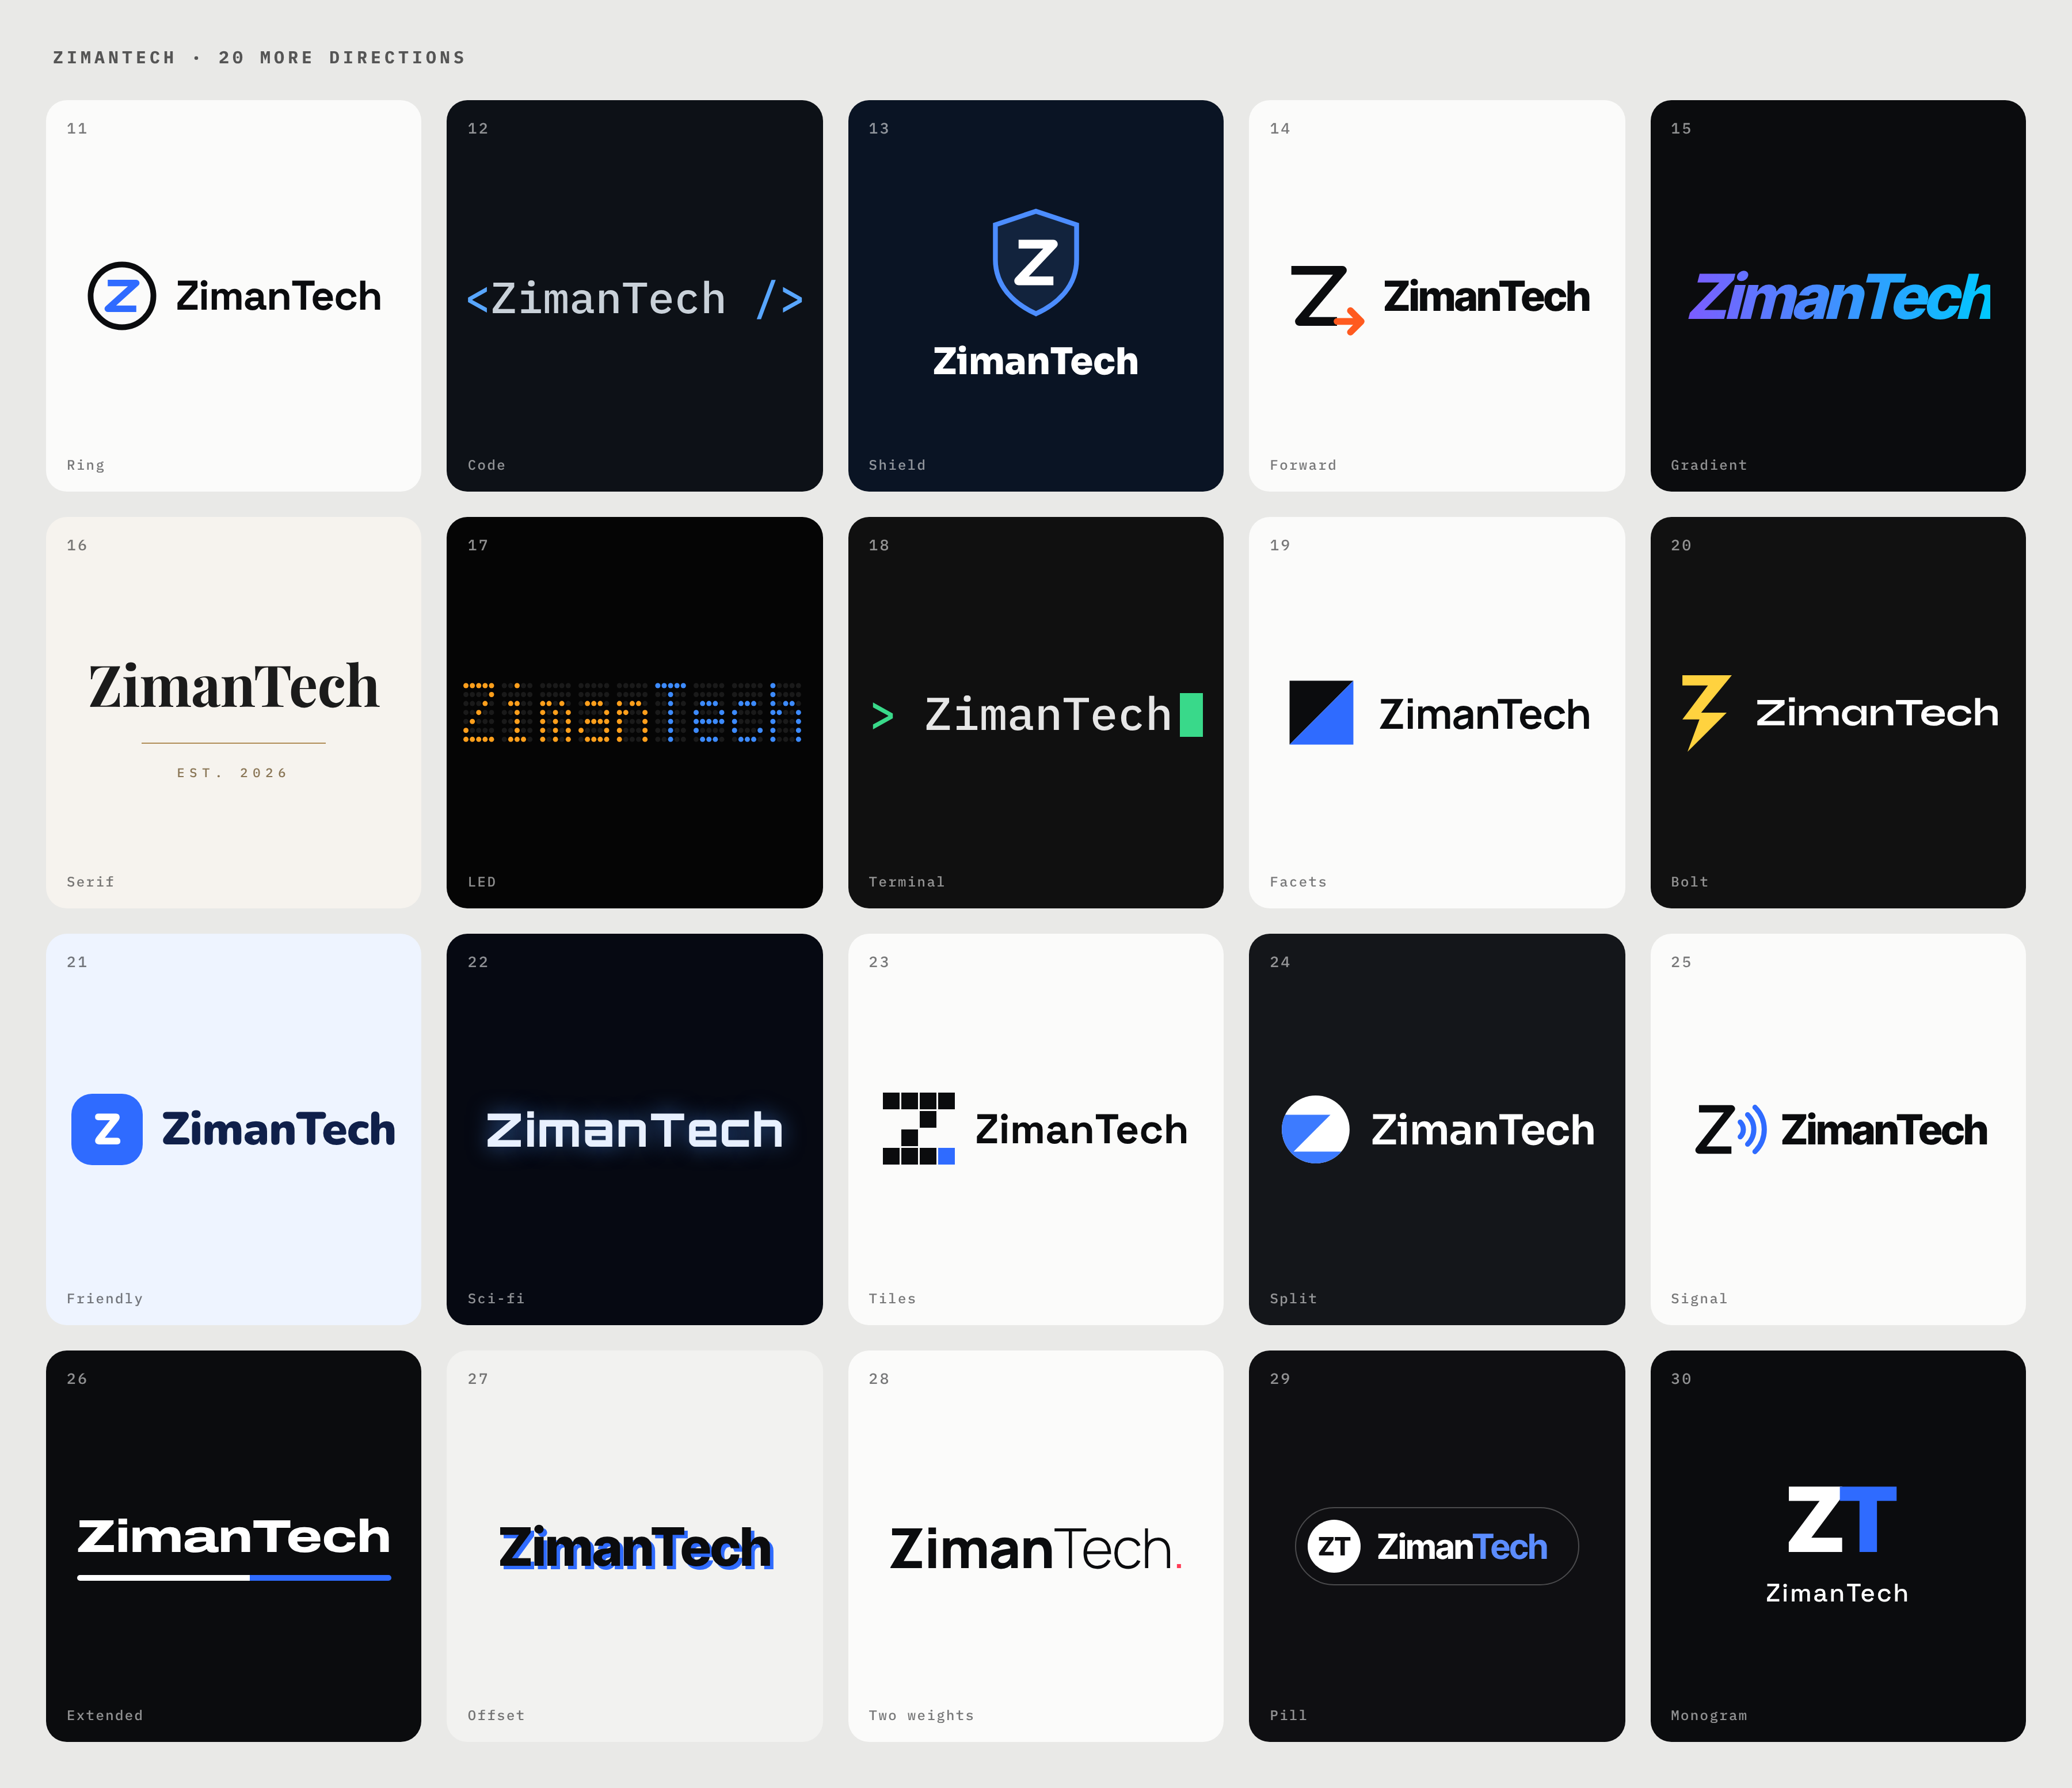 ZIMANTECH · 20 MORE DIRECTIONS
11
Z ZimanTech
Ring
12
<ZimanTech />
Code
13
Z
ZimanTech
Shield
14
Z ZimanTech
Forward
15
ZimanTech
Gradient
16
ZimanTech
EST. 2026
Serif
17
ZimanTech
LED
18
> ZimanTech
Terminal
19
ZimanTech
Facets
20
ZimanTech
Bolt
21
Z ZimanTech
Friendly
22
ZimanTech
Sci-fi
23
Z ZimanTech
Tiles
24
Z ZimanTech
Split
25
Z ZimanTech
Signal
26
ZimanTech
Extended
27
ZimanTech
Offset
28
ZimanTech.
Two weights
29
ZT ZimanTech
Pill
30
ZT
ZimanTech
Monogram